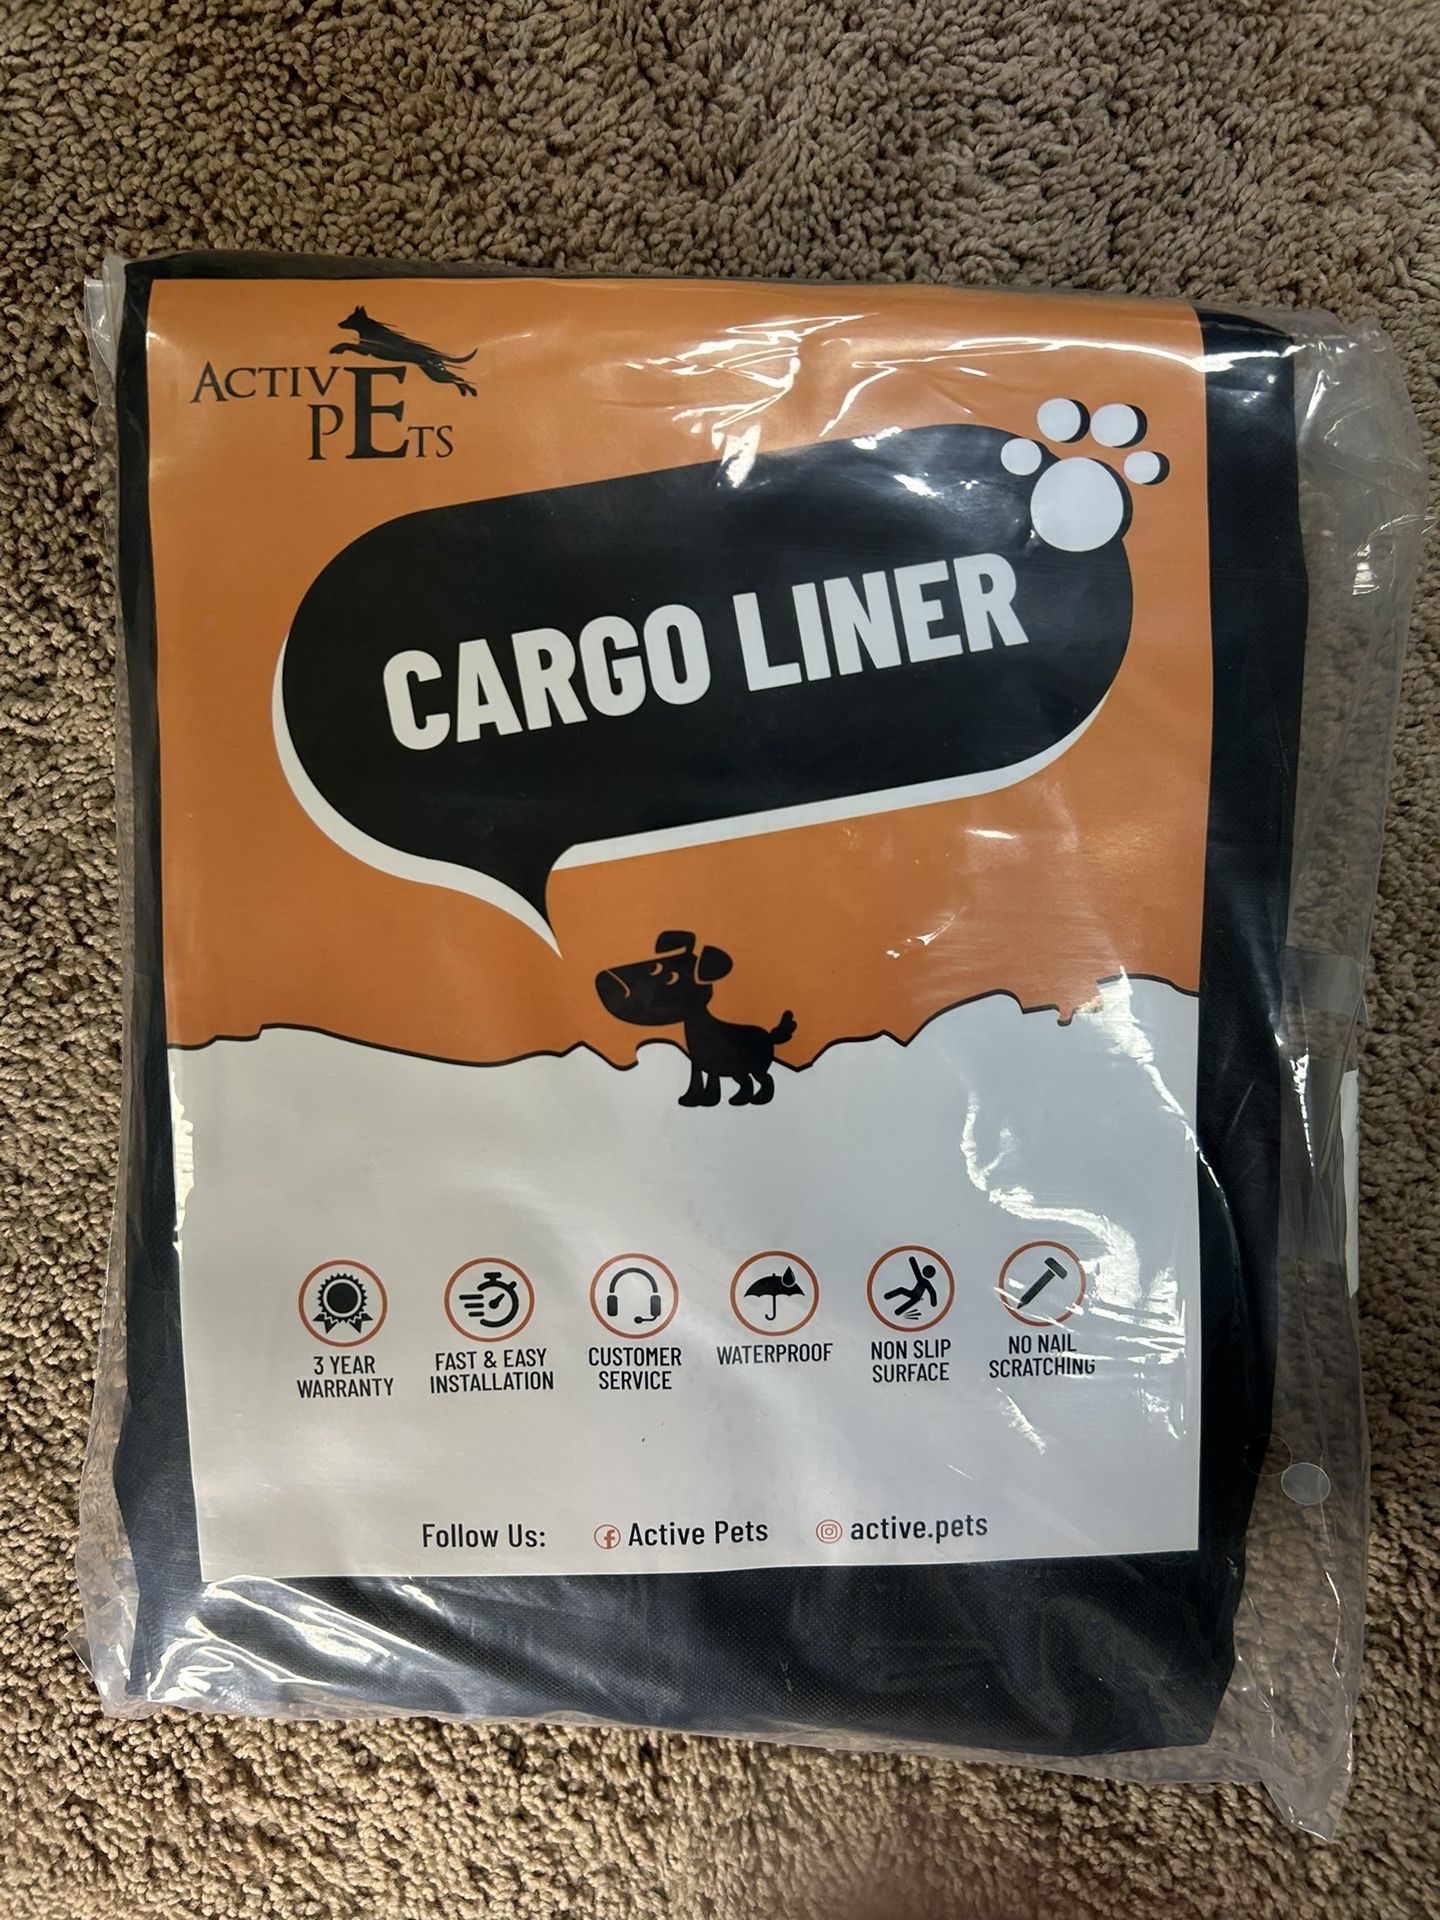 ACTIVE
PETS
CARGO LINER
3 YEAR
WARRANTY
FAST & EASY
INSTALLATION
CUSTOMER
SERVICE
WATERPROOF
NON SLIP
SURFACE
NO NAIL
SCRATCHING
Follow Us: Active Pets active.pets